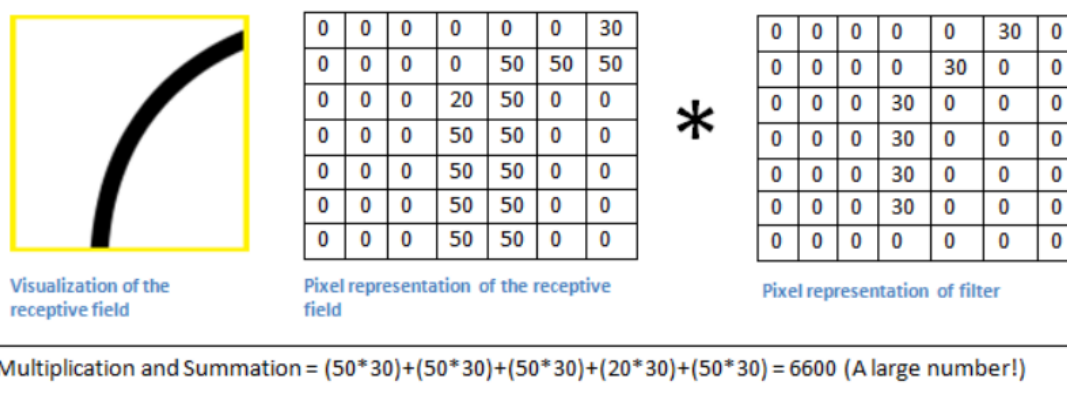 0 0 0 0 0 0 30
0 0 0 0 50 50 50
0 0 0 20 50 0 0
0 0 0 50 50 0 0
0 0 0 50 50 0 0
0 0 0 50 50 0 0
0 0 0 50 50 0 0
*
0 0 0 0 0 30 0
0 0 0 0 30 0 0
0 0 0 30 0 0 0
0 0 0 30 0 0 0
0 0 0 30 0 0 0
0 0 0 30 0 0 0
0 0 0 0 0 0 0
Visualization of the
receptive field
Pixel representation of the receptive
field
Pixel representation of filter
Multiplication and Summation = (50*30)+(50*30)+(50*30)+(20*30)+(50*30) = 6600 (A large number!)